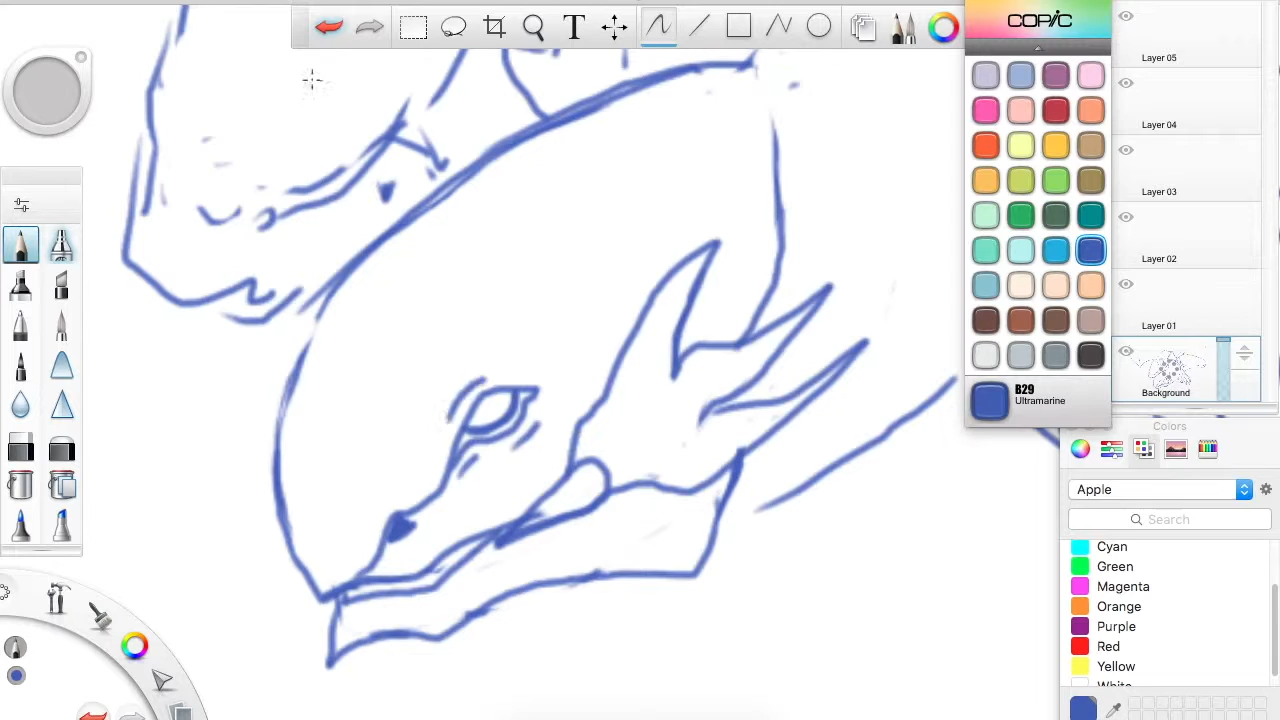 T
COPIC
Layer 05
Layer 04
Layer 03
Layer 02
Layer 01
Background
B29
Ultramarine
Colors
Apple
Search
Cyan
Green
Magenta
Orange
Purple
Red
Yellow
White